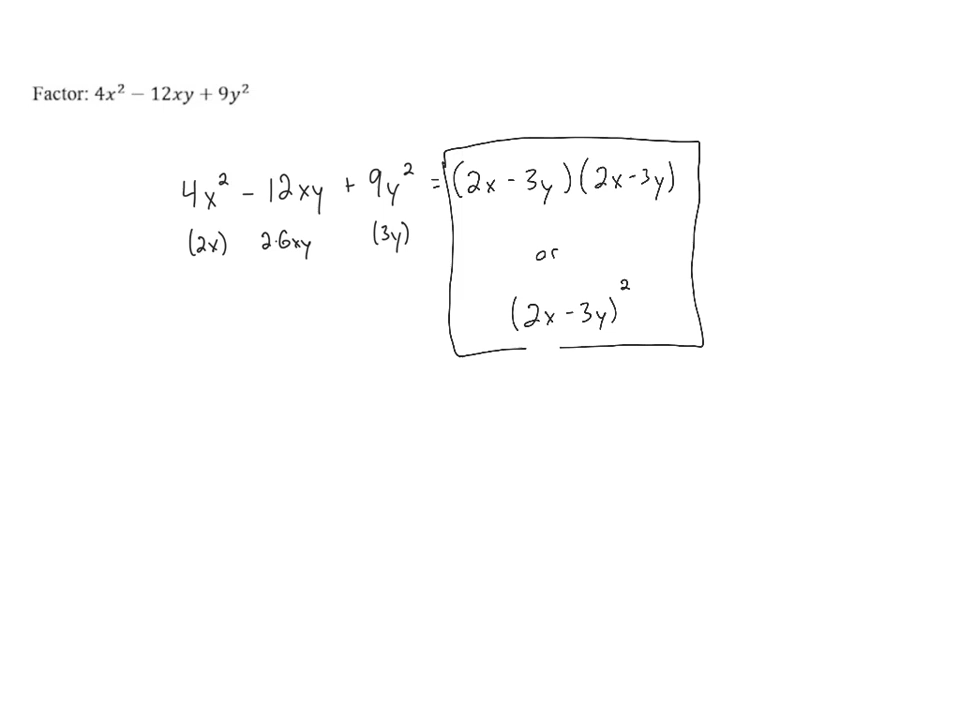 Factor: 4x² − 12xy + 9y²
4x² - 12xy + 9y² = (2x - 3y)(2x - 3y)
(2x) 2·6xy (3y)
or
(2x - 3y)²